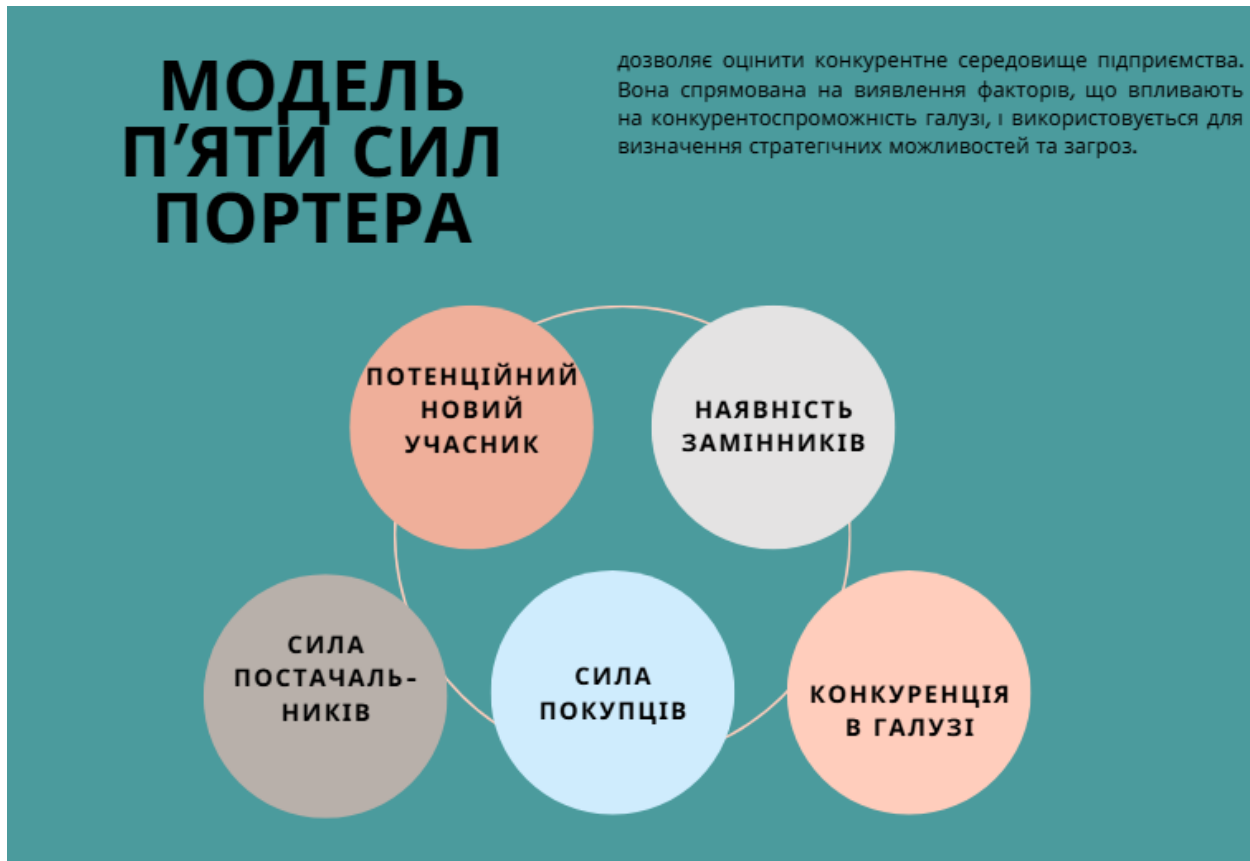 МОДЕЛЬ
П’ЯТИ СИЛ
ПОРТЕРА
дозволяє оцінити конкурентне середовище підприємства.
Вона спрямована на виявлення факторів, що впливають
на конкурентоспроможність галузі, і використовується для
визначення стратегічних можливостей та загроз.
ПОТЕНЦІЙНИЙ
НОВИЙ
УЧАСНИК
НАЯВНІСТЬ
ЗАМІННИКІВ
СИЛА
ПОСТАЧАЛЬ-
НИКІВ
СИЛА
ПОКУПЦІВ
КОНКУРЕНЦІЯ
В ГАЛУЗІ